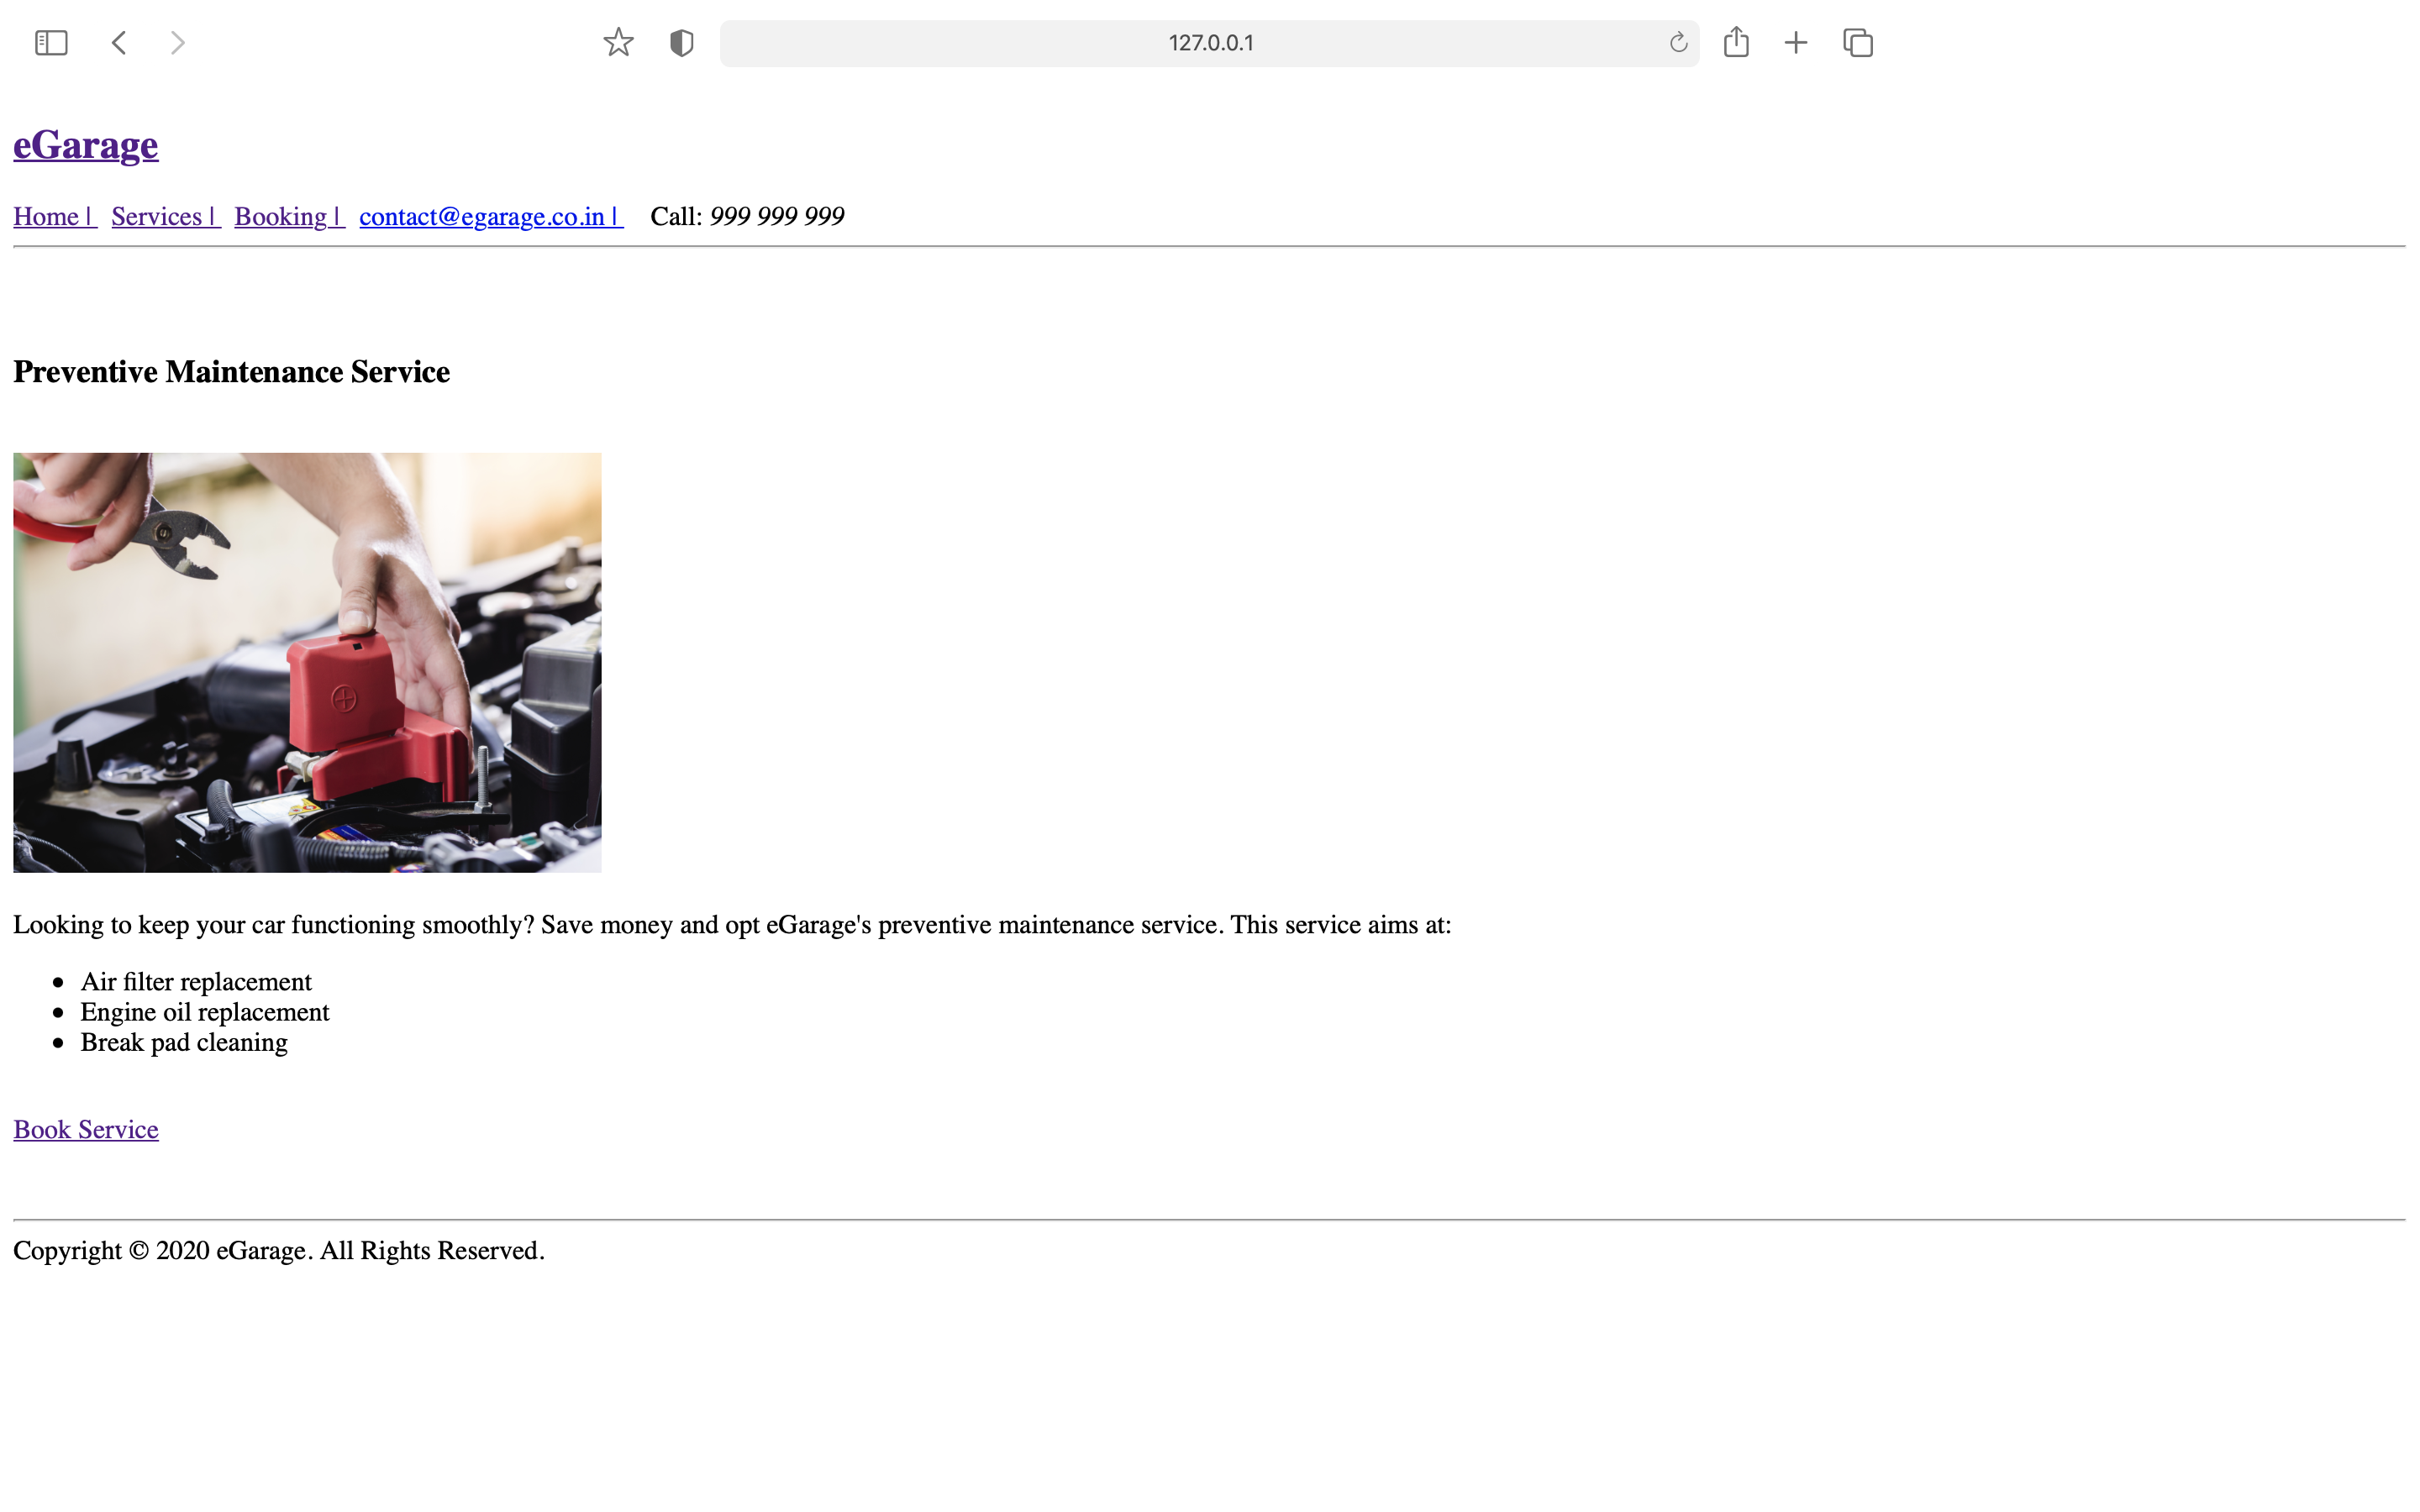 127.0.0.1
eGarage
Home | Services | Booking | contact@egarage.co.in | Call: 999 999 999
Preventive Maintenance Service
Looking to keep your car functioning smoothly? Save money and opt eGarage's preventive maintenance service. This service aims at:
Air filter replacement
Engine oil replacement
Break pad cleaning
Book Service
Copyright © 2020 eGarage. All Rights Reserved.